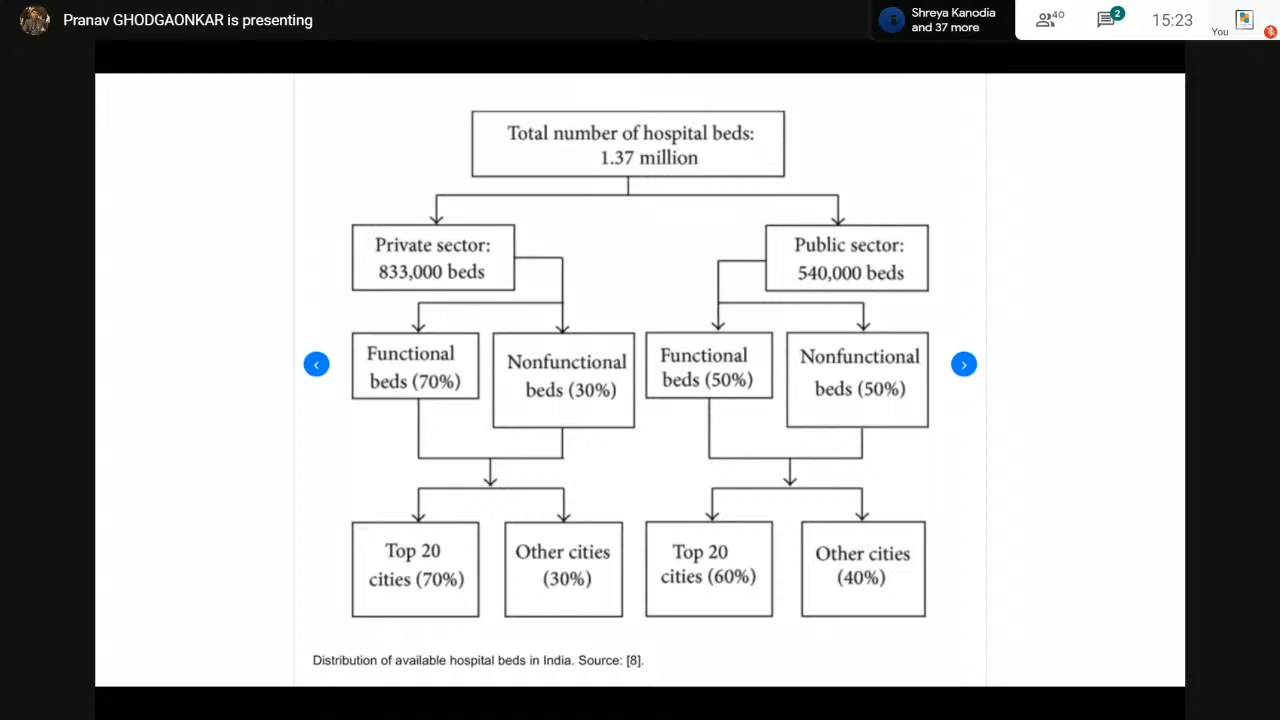 Pranav GHODGAONKAR is presenting
Shreya Kanodia
and 37 more
40
2
15:23
You
Total number of hospital beds:
1.37 million
Private sector:
833,000 beds
Public sector:
540,000 beds
Functional
beds (70%)
Nonfunctional
beds (30%)
Functional
beds (50%)
Nonfunctional
beds (50%)
Top 20
cities (70%)
Other cities
(30%)
Top 20
cities (60%)
Other cities
(40%)
Distribution of available hospital beds in India. Source: [8].